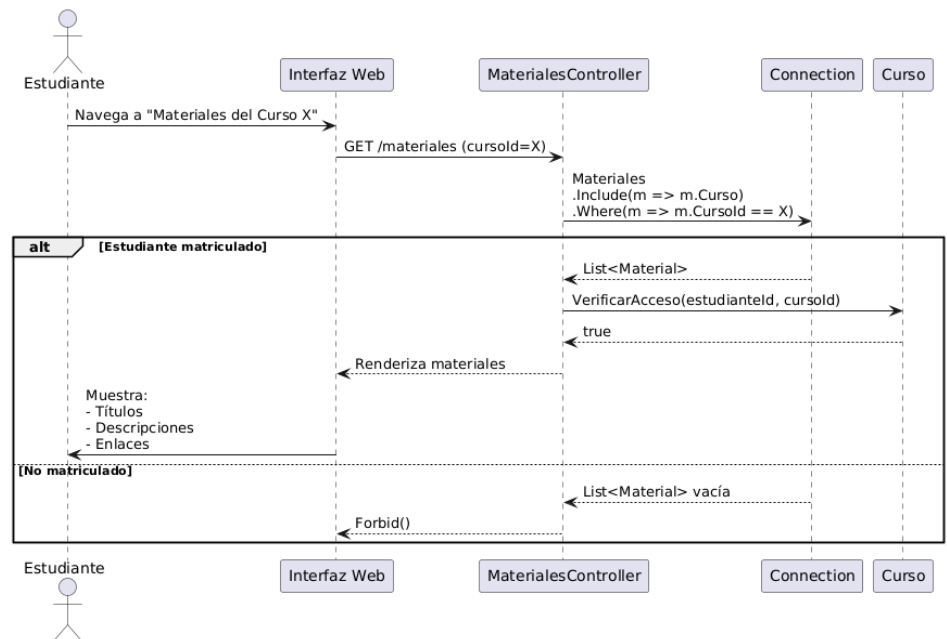 Estudiante
Interfaz Web
MaterialesController
Connection
Curso
Navega a "Materiales del Curso X"
GET /materiales (cursoId=X)
Materiales
.Include(m => m.Curso)
.Where(m => m.CursoId == X)
alt
[Estudiante matriculado]
List<Material>
VerificarAcceso(estudianteId, cursoId)
true
Renderiza materiales
Muestra:
- Títulos
- Descripciones
- Enlaces
[No matriculado]
List<Material> vacía
Forbid()
Estudiante
Interfaz Web
MaterialesController
Connection
Curso